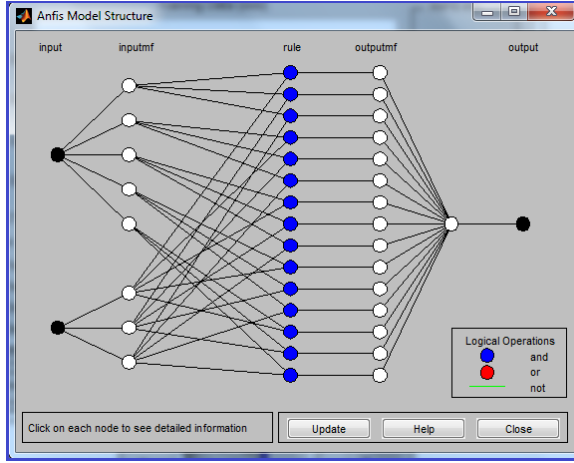 Anfis Model Structure
input inputmf rule outputmf output
Logical Operations
and
or
not
Click on each node to see detailed information
Update Help Close